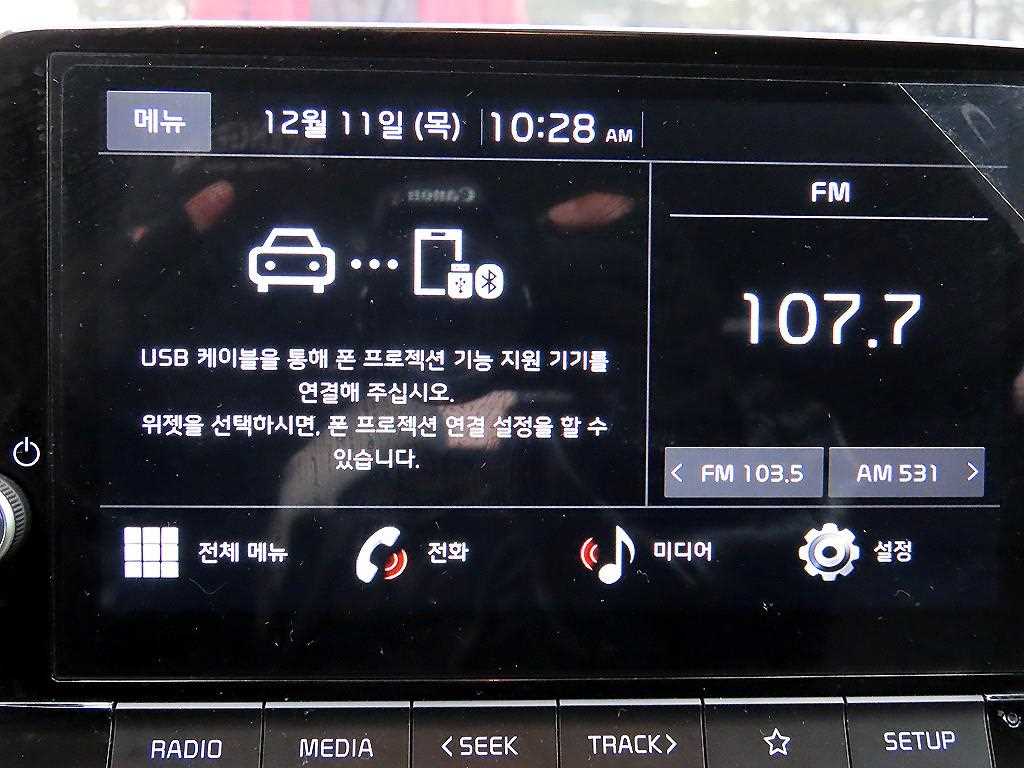 메뉴
12월 11일 (목)
10:28 AM
FM
107.7
USB 케이블을 통해 폰 프로젝션 기능 지원 기기를
연결해 주십시오.
위젯을 선택하시면, 폰 프로젝션 연결 설정을 할 수
있습니다.
< FM 103.5
AM 531 >
전체 메뉴
전화
미디어
설정
RADIO
MEDIA
< SEEK
TRACK >
SETUP